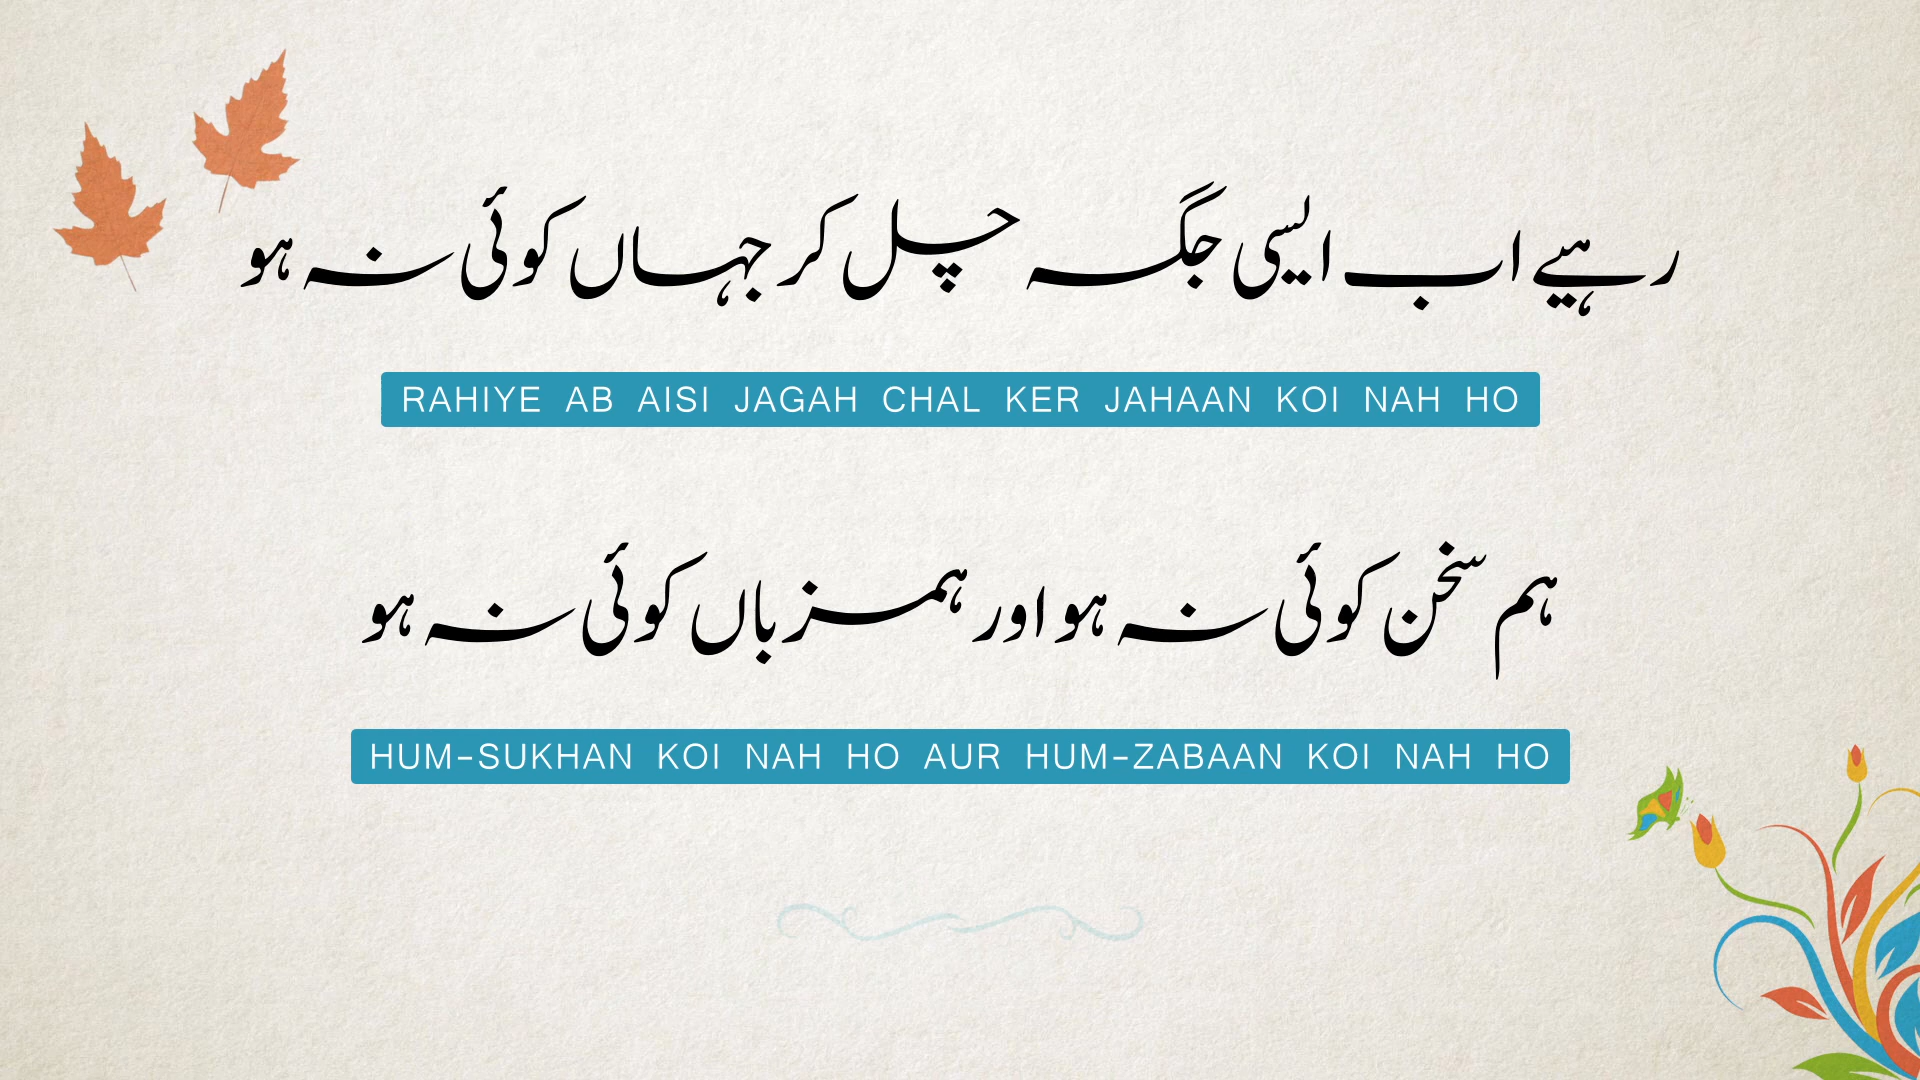 رہیے اب ایسی جگہ چل کر جہاں کوئی نہ ہو
RAHIYE AB AISI JAGAH CHAL KER JAHAAN KOI NAH HO
ہم سخن کوئی نہ ہو اور ہمزباں کوئی نہ ہو
HUM-SUKHAN KOI NAH HO AUR HUM-ZABAAN KOI NAH HO